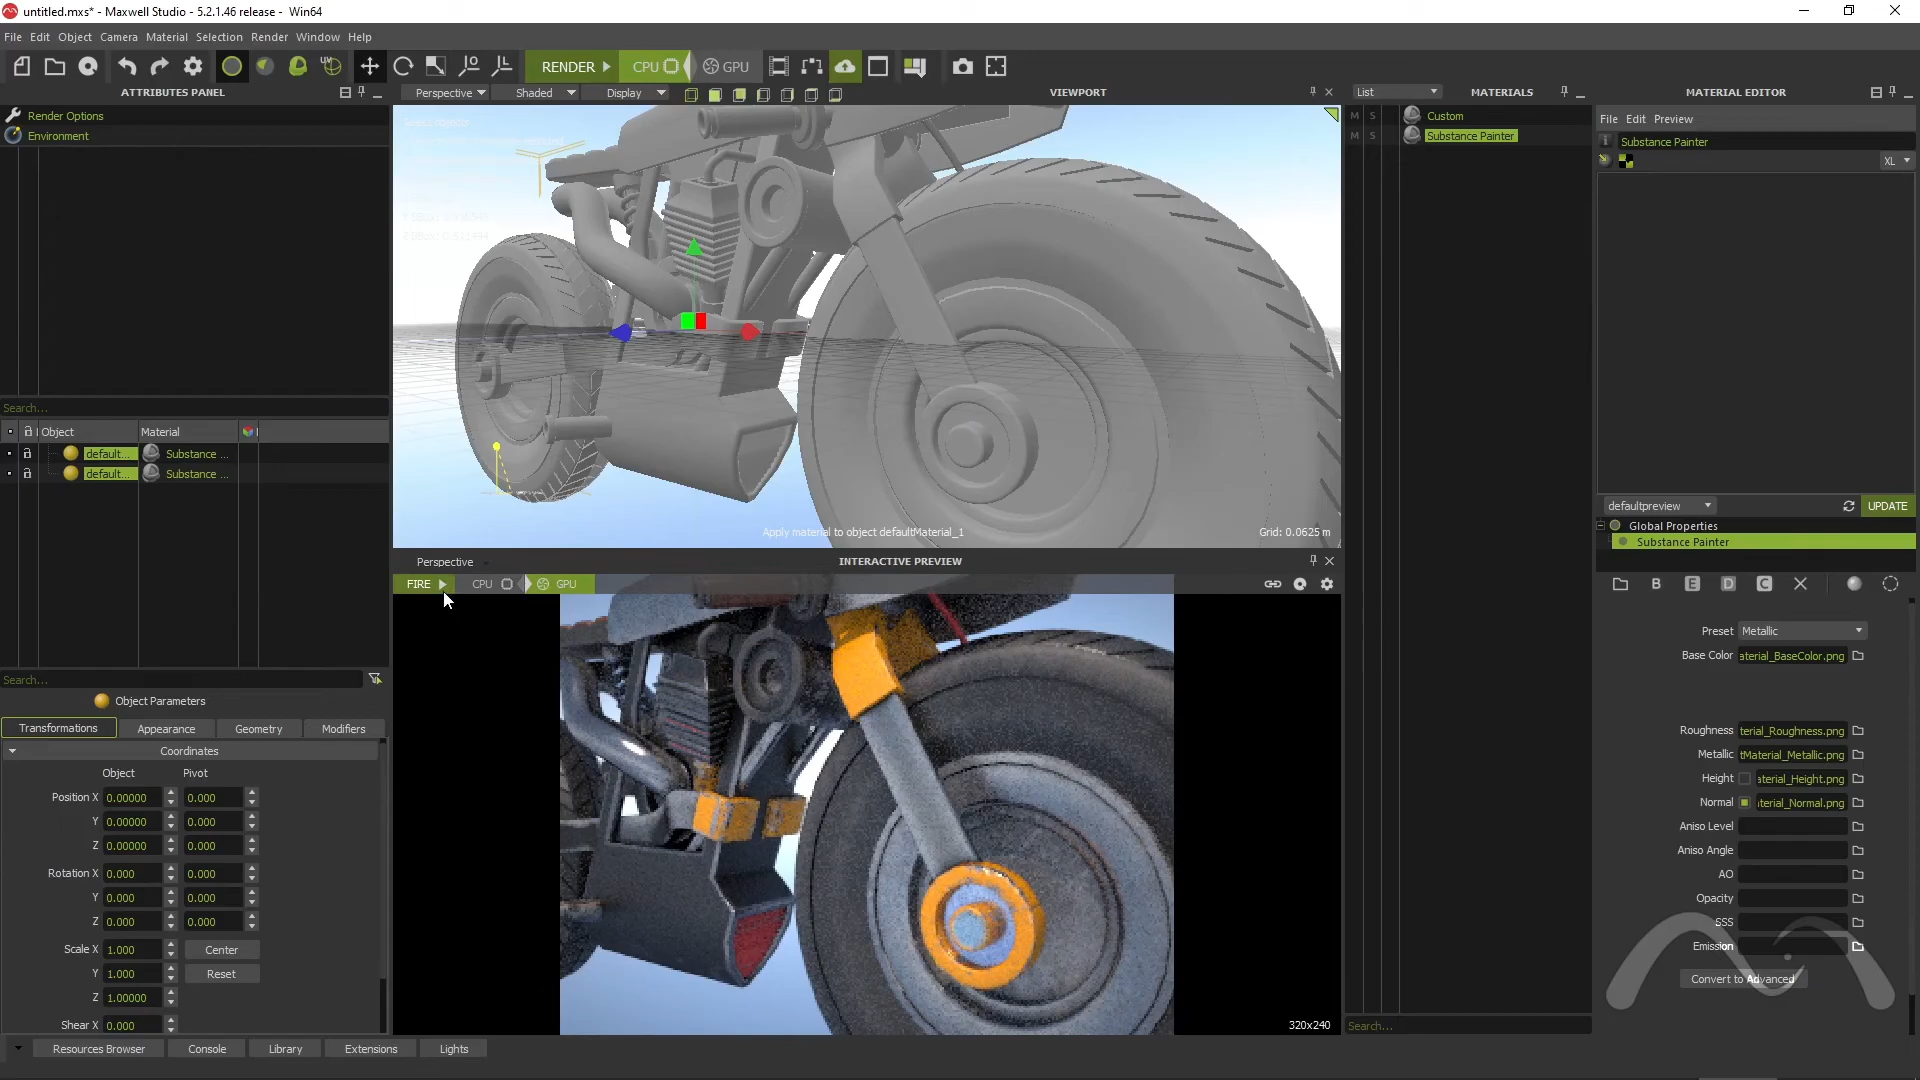 untitled.mxs* - Maxwell Studio - 5.2.1.46 release - Win64
File Edit Object Camera Material Selection Render Window Help
UV
RENDER CPU GPU
ATTRIBUTES PANEL
Render Options
Environment
Search...
Object Material
default... Substance ...
default... Substance ...
Search...
Object Parameters
Transformations Appearance Geometry Modifiers
Coordinates
Object Pivot
Position X 0.00000 0.000
Y 0.00000 0.000
Z 0.00000 0.000
Rotation X 0.000 0.000
Y 0.000 0.000
Z 0.000 0.000
Scale X 1.000 Center
Y 1.000 Reset
Z 1.00000
Shear X 0.000
Resources Browser Console Library Extensions Lights
Perspective Shaded Display VIEWPORT
Apply material to object defaultMaterial_1
Grid: 0.0625 m
Perspective INTERACTIVE PREVIEW
FIRE CPU GPU
320x240
List MATERIALS
M S Custom
M S Substance Painter
Search...
MATERIAL EDITOR
File Edit Preview
Substance Painter
XL
defaultpreview UPDATE
Global Properties
Substance Painter
B E D C
Preset Metallic
Base Color aterial_BaseColor.png
Roughness terial_Roughness.png
Metallic tMaterial_Metallic.png
Height aterial_Height.png
Normal iterial_Normal.png
Aniso Level
Aniso Angle
AO
Opacity
SSS
Emission
Convert to Advanced